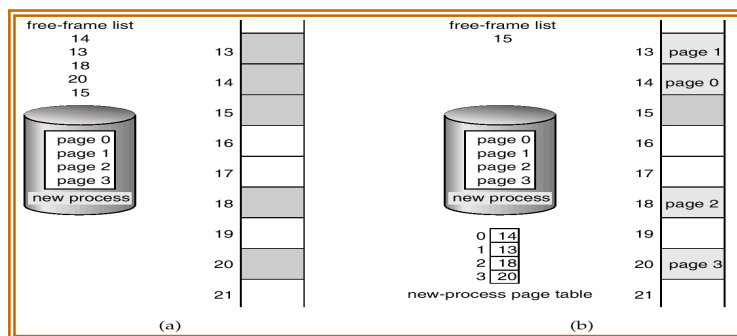 free-frame list
14
13
18
20
15
page 0
page 1
page 2
page 3
new process
13
14
15
16
17
18
19
20
21
(a)
free-frame list
15
page 0
page 1
page 2
page 3
new process
0 14
1 13
2 18
3 20
new-process page table
13 page 1
14 page 0
15
16
17
18 page 2
19
20 page 3
21
(b)